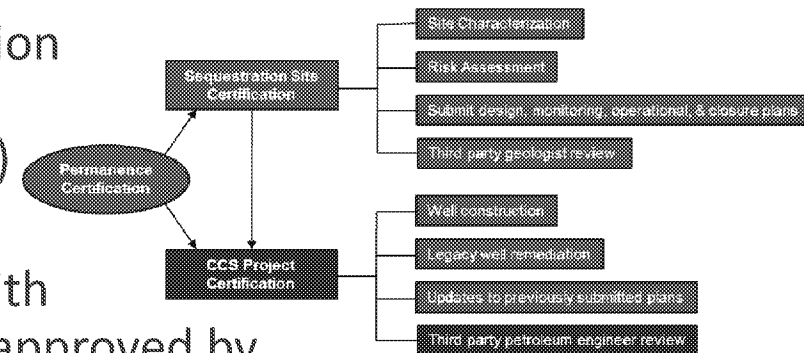 ion
)
ith
approved by
Permanence
Certification
Sequestration Site
Certification
Site Characterization
Risk Assessment
Submit design, monitoring, operational, & closure plans
Third party geologist review
CCS Project
Certification
Well construction
Legacy well remediation
Updates to previously submitted plans
Third party petroleum engineer review